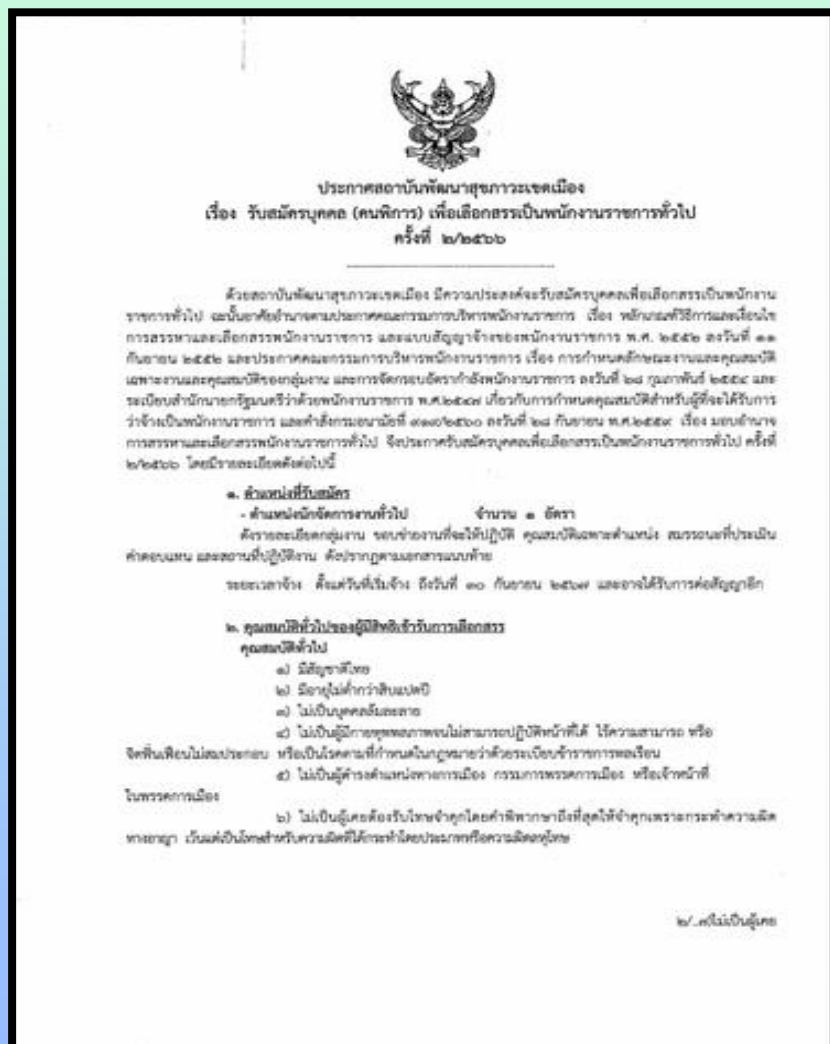 ประกาศสถาบันพัฒนาสุขภาวะเขตเมือง
เรื่อง รับสมัครบุคคล (คนพิการ) เพื่อเลือกสรรเป็นพนักงานราชการทั่วไป
ครั้งที่ ๒/๒๕๖๖
ด้วยสถาบันพัฒนาสุขภาวะเขตเมือง มีความประสงค์จะรับสมัครบุคคลเพื่อเลือกสรรเป็นพนักงาน
ราชการทั่วไป ฉะนั้นอาศัยอำนาจตามประกาศคณะกรรมการบริหารพนักงานราชการ เรื่อง หลักเกณฑ์วิธีการและเงื่อนไข
การสรรหาและเลือกสรรพนักงานราชการ และแบบสัญญาจ้างของพนักงานราชการ พ.ศ. ๒๕๕๒ ลงวันที่ ๑๑
กันยายน ๒๕๕๒ และประกาศคณะกรรมการบริหารพนักงานราชการ เรื่อง การกำหนดลักษณะงานและคุณสมบัติ
เฉพาะงานและคุณสมบัติของกลุ่มงาน และการจัดกรอบอัตรากำลังพนักงานราชการ ลงวันที่ ๒๘ กุมภาพันธ์ ๒๕๕๔ และ
ระเบียบสำนักนายกรัฐมนตรีว่าด้วยพนักงานราชการ เกี่ยวกับการกำหนดคุณสมบัติสำหรับผู้ที่จะได้รับการ
ว่าจ้างเป็นพนักงานราชการ และคำสั่งกรมอนามัยที่ ลงวันที่ ๒๘ กันยายน เรื่อง มอบอำนาจ
การสรรหาและเลือกสรรพนักงานราชการทั่วไป จึงประกาศรับสมัครบุคคลเพื่อเลือกสรรเป็นพนักงานราชการทั่วไป ครั้งที่
๒/๒๕๖๖ โดยมีรายละเอียดดังต่อไปนี้
๑. ตำแหน่งที่รับสมัคร
- ตำแหน่งนักจัดการงานทั่วไป จำนวน ๑ อัตรา
ดังรายละเอียดกลุ่มงาน ขอบข่ายงานที่จะให้ปฏิบัติ คุณสมบัติเฉพาะตำแหน่ง สมรรถนะที่ประเมิน
ค่าตอบแทน และสถานที่ปฏิบัติงาน ดังปรากฏตามเอกสารแนบท้าย
ระยะเวลาจ้าง ตั้งแต่วันที่เริ่มจ้าง ถึงวันที่ ๓๐ กันยายน ๒๕๖๗ และอาจได้รับการต่อสัญญาอีก
๒. คุณสมบัติทั่วไปของผู้มีสิทธิเข้ารับการเลือกสรร
คุณสมบัติทั่วไป
๑) มีสัญชาติไทย
๒) มีอายุไม่ต่ำกว่าสิบแปดปี
๓) ไม่เป็นบุคคลล้มละลาย
๔) ไม่เป็นผู้มีกายทุพพลภาพจนไม่สามารถปฏิบัติหน้าที่ได้ ไร้ความสามารถ หรือ
จิตฟั่นเฟือนไม่สมประกอบ หรือเป็นโรคตามที่กำหนดในกฎหมายว่าด้วยระเบียบข้าราชการพลเรือน
๕) ไม่เป็นผู้ดำรงตำแหน่งทางการเมือง กรรมการพรรคการเมือง หรือเจ้าหน้าที่
ในพรรคการเมือง
๖) ไม่เป็นผู้เคยต้องรับโทษจำคุกโดยคำพิพากษาถึงที่สุดให้จำคุกเพราะกระทำความผิด
ทางอาญา เว้นแต่เป็นโทษสำหรับความผิดที่ได้กระทำโดยประมาทหรือความผิดลหุโทษ
๒/..๗)ไม่เป็นผู้เคย